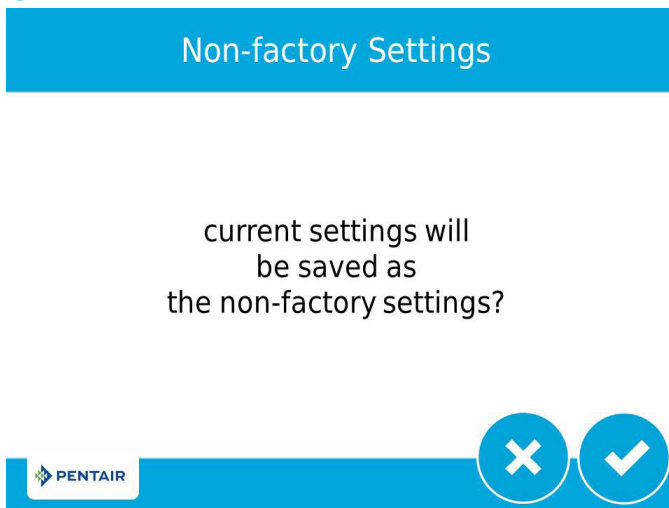 Non-factory Settings
current settings will
be saved as
the non-factory settings?
PENTAIR